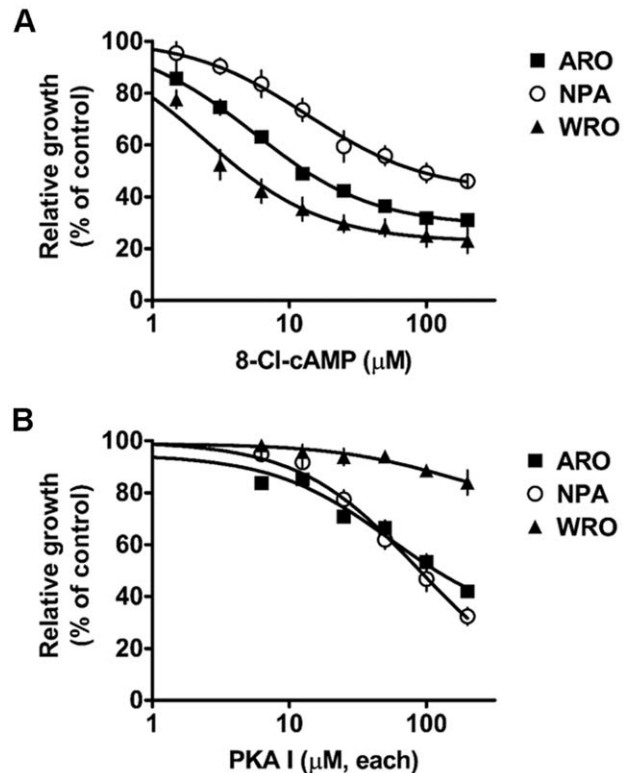 A
Relative growth
(% of control)
100
80
60
40
20
0
1
10
100
8-Cl-cAMP (μM)
ARO
NPA
WRO
B
Relative growth
(% of control)
100
80
60
40
20
0
1
10
100
PKA I (μM, each)
ARO
NPA
WRO